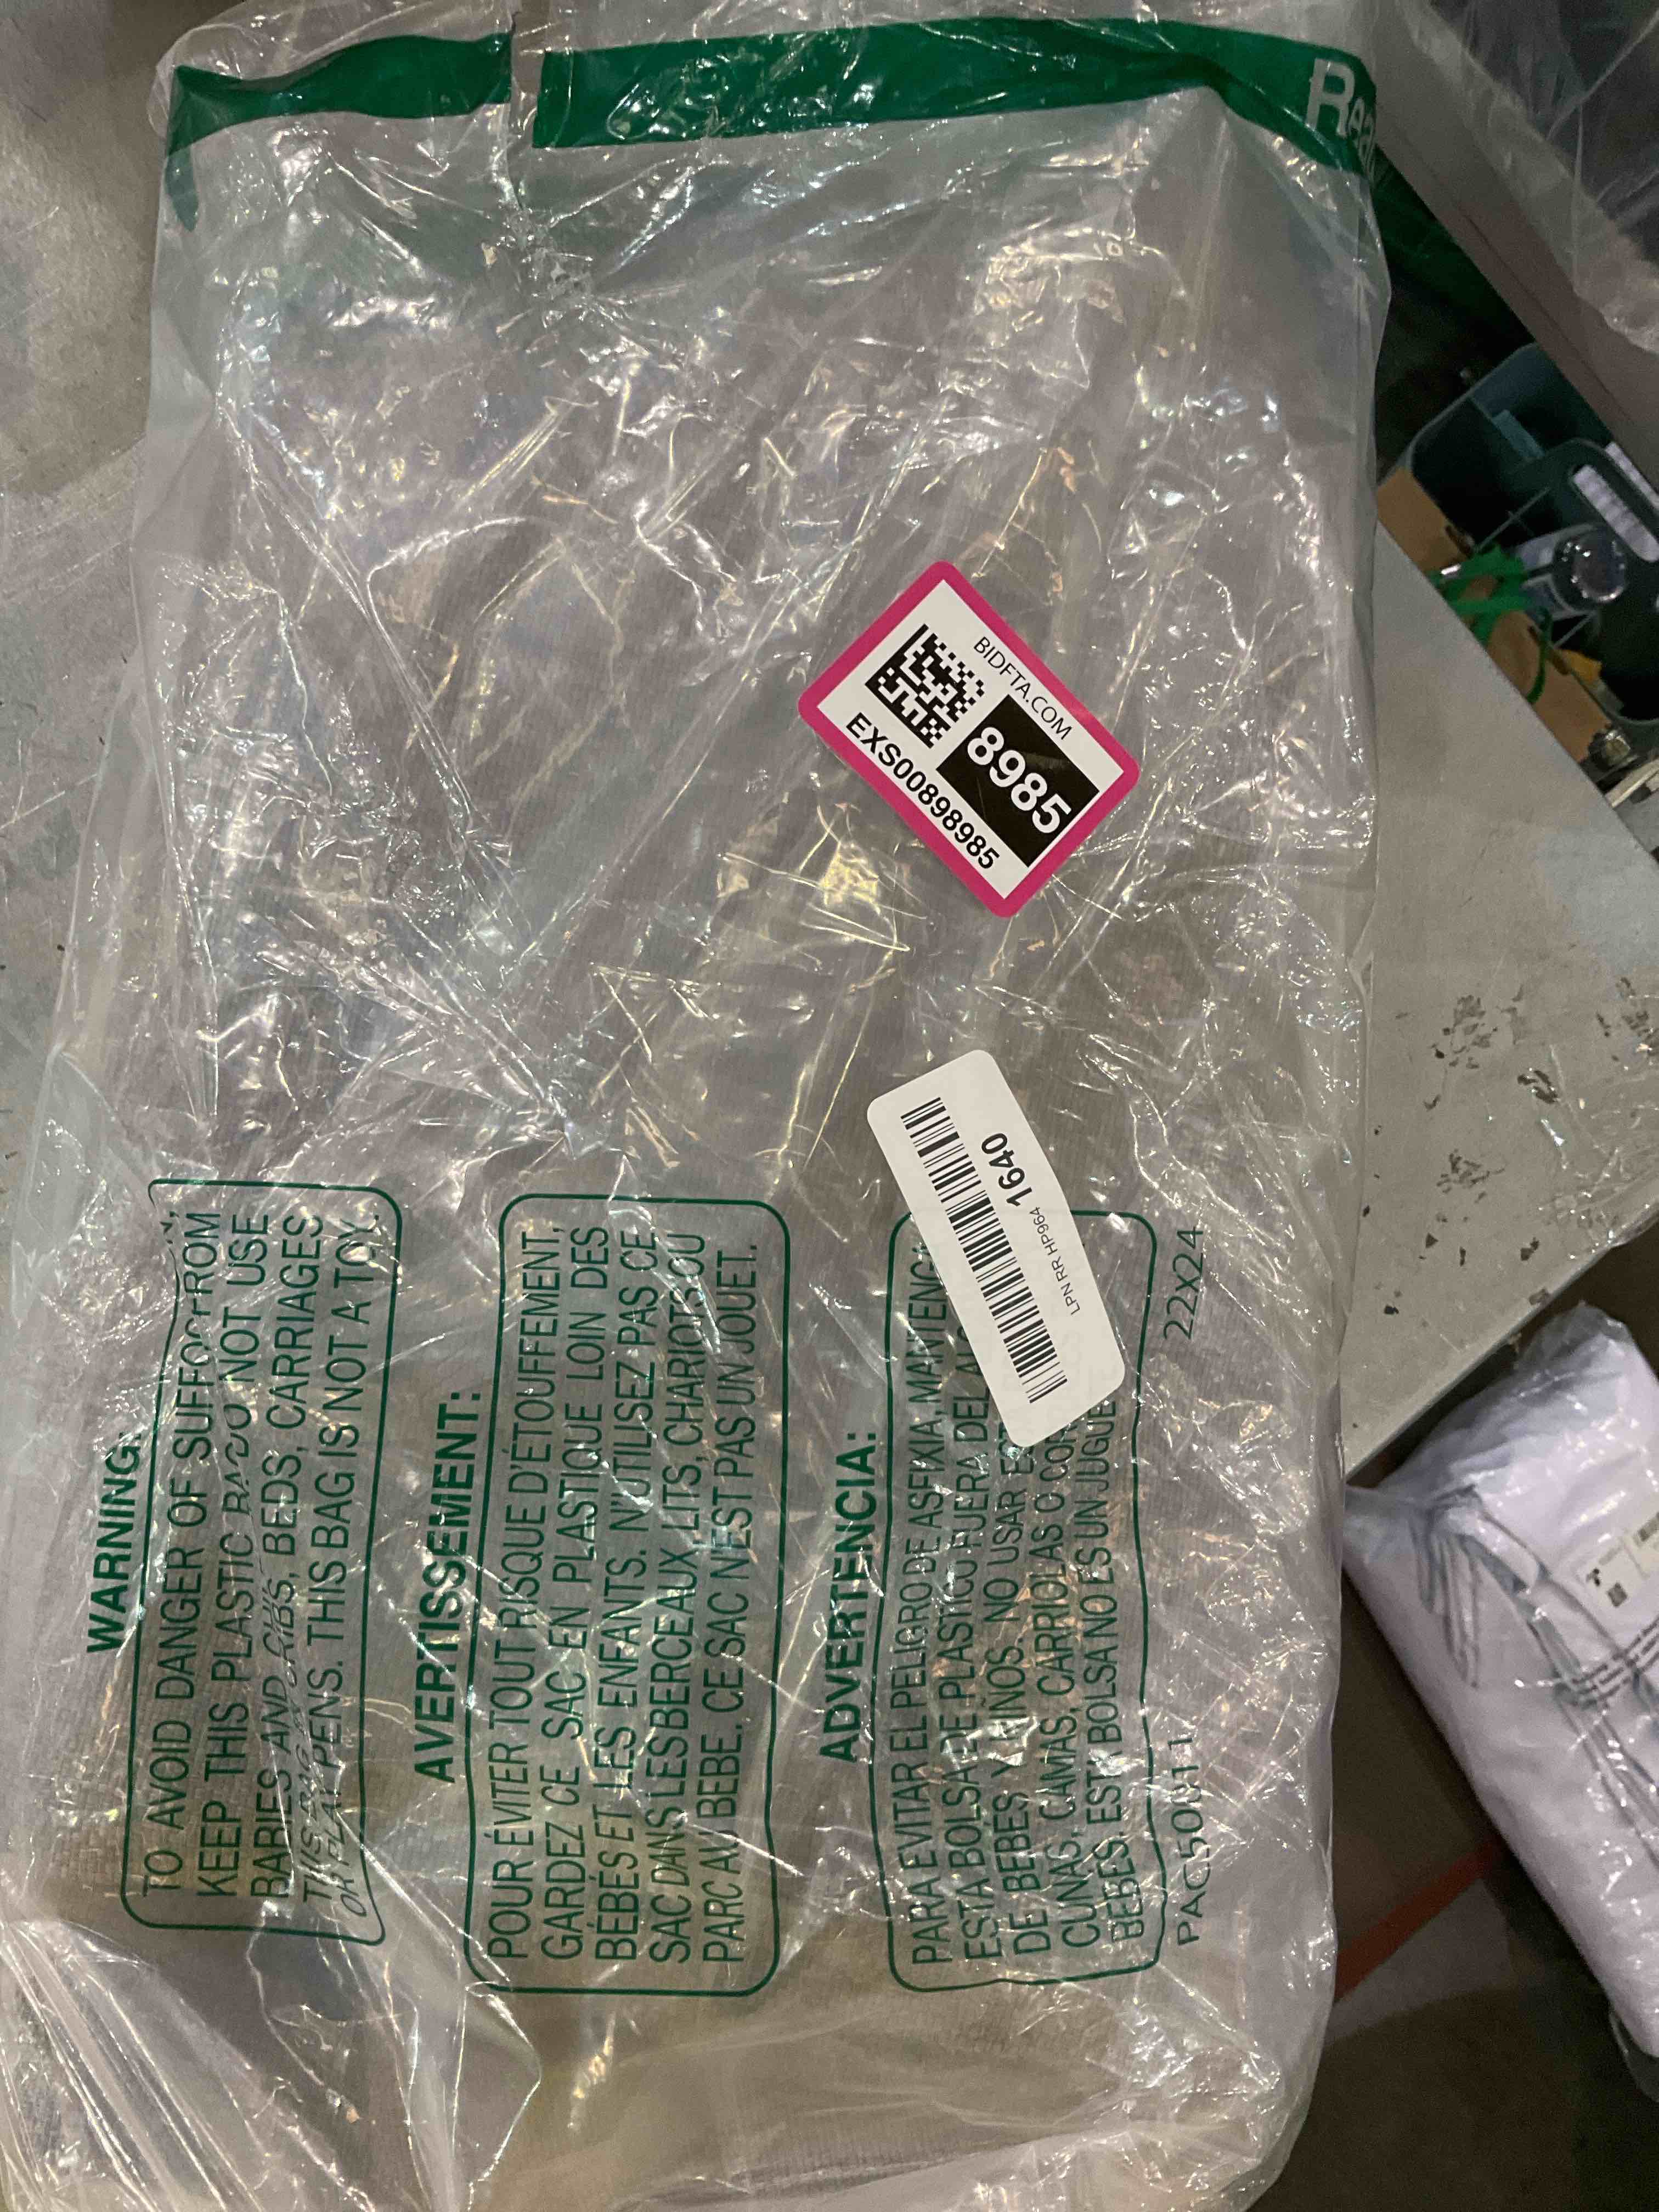 BIDFTA.COM
8985
EXS00898985
LPN RR HP964 1640
WARNING:
TO AVOID DANGER OF SUFFOCATION,
KEEP THIS PLASTIC BAG FROM
BABIES AND CHILDREN. DO NOT USE
THIS BAG IN CRIBS, BEDS, CARRIAGES
OR PLAYPENS. THIS BAG IS NOT A TOY.
AVERTISSEMENT:
POUR ÉVITER TOUT RISQUE D'ÉTOUFFEMENT,
GARDEZ CE SAC EN PLASTIQUE LOIN DES
BÉBÉS ET LES ENFANTS. N'UTILISEZ PAS CE
SAC DANS LES BERCEAUX, LITS, CHARIOTS OU
PARC AU BEBE. CE SAC N'EST PAS UN JOUET.
ADVERTENCIA:
PARA EVITAR EL PELIGRO DE ASFIXIA, MANTENGA
ESTA BOLSA DE PLASTICO FUERA DEL
DE BEBES Y NIÑOS. NO USAR
CUNAS, CAMAS, CARRIOLAS O
BEBES. ESTA BOLSA NO ES UN JUGUE
PAC50011 22X24